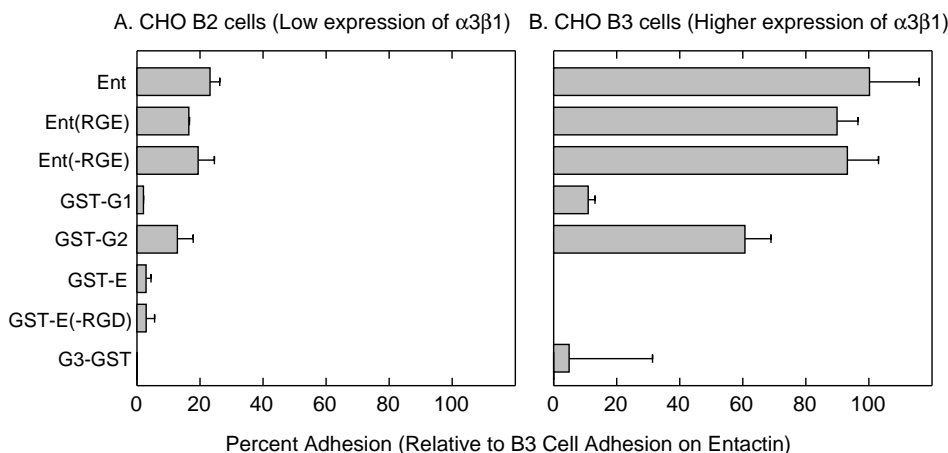 A. CHO B2 cells (Low expression of α3β1)
B. CHO B3 cells (Higher expression of α3β1)
Ent
Ent(RGE)
Ent(-RGE)
GST-G1
GST-G2
GST-E
GST-E(-RGD)
G3-GST
0 20 40 60 80 100
0 20 40 60 80 100
Percent Adhesion (Relative to B3 Cell Adhesion on Entactin)